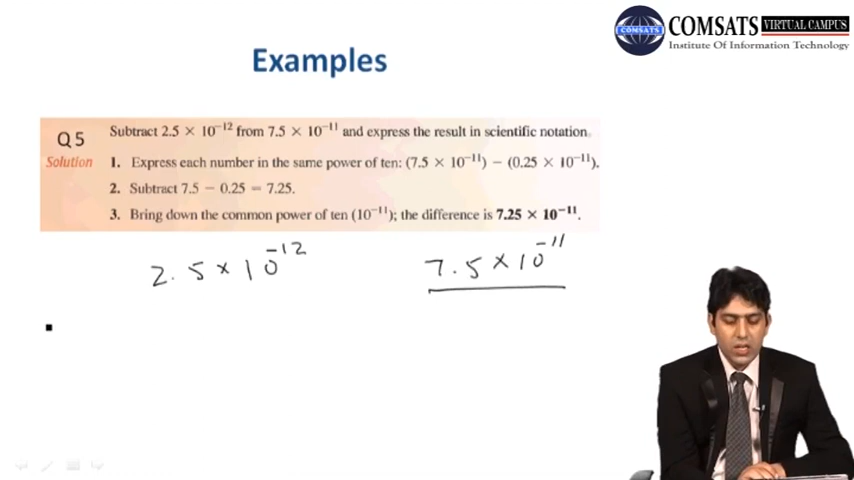 COMSATS VIRTUAL CAMPUS
Institute Of Information Technology
COMSATS
Examples
Q 5 Subtract 2.5 × 10⁻¹² from 7.5 × 10⁻¹¹ and express the result in scientific notation.
Solution 1. Express each number in the same power of ten: (7.5 × 10⁻¹¹) − (0.25 × 10⁻¹¹).
2. Subtract 7.5 − 0.25 = 7.25.
3. Bring down the common power of ten (10⁻¹¹); the difference is 7.25 × 10⁻¹¹.
2.5 × 10⁻¹² 7.5 × 10⁻¹¹